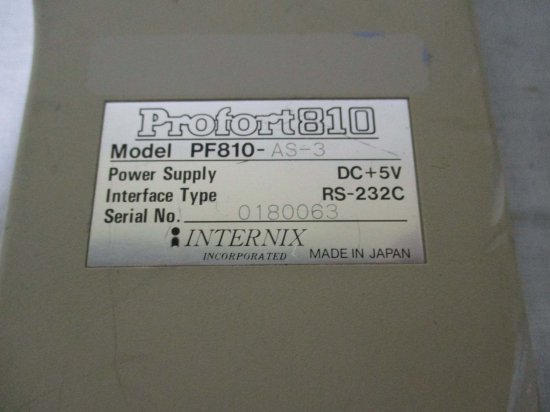 Profort810
Model PF810-AS-3
Power Supply DC+5V
Interface Type RS-232C
Serial No. 0180063
INTERNIX
INCORPORATED MADE IN JAPAN